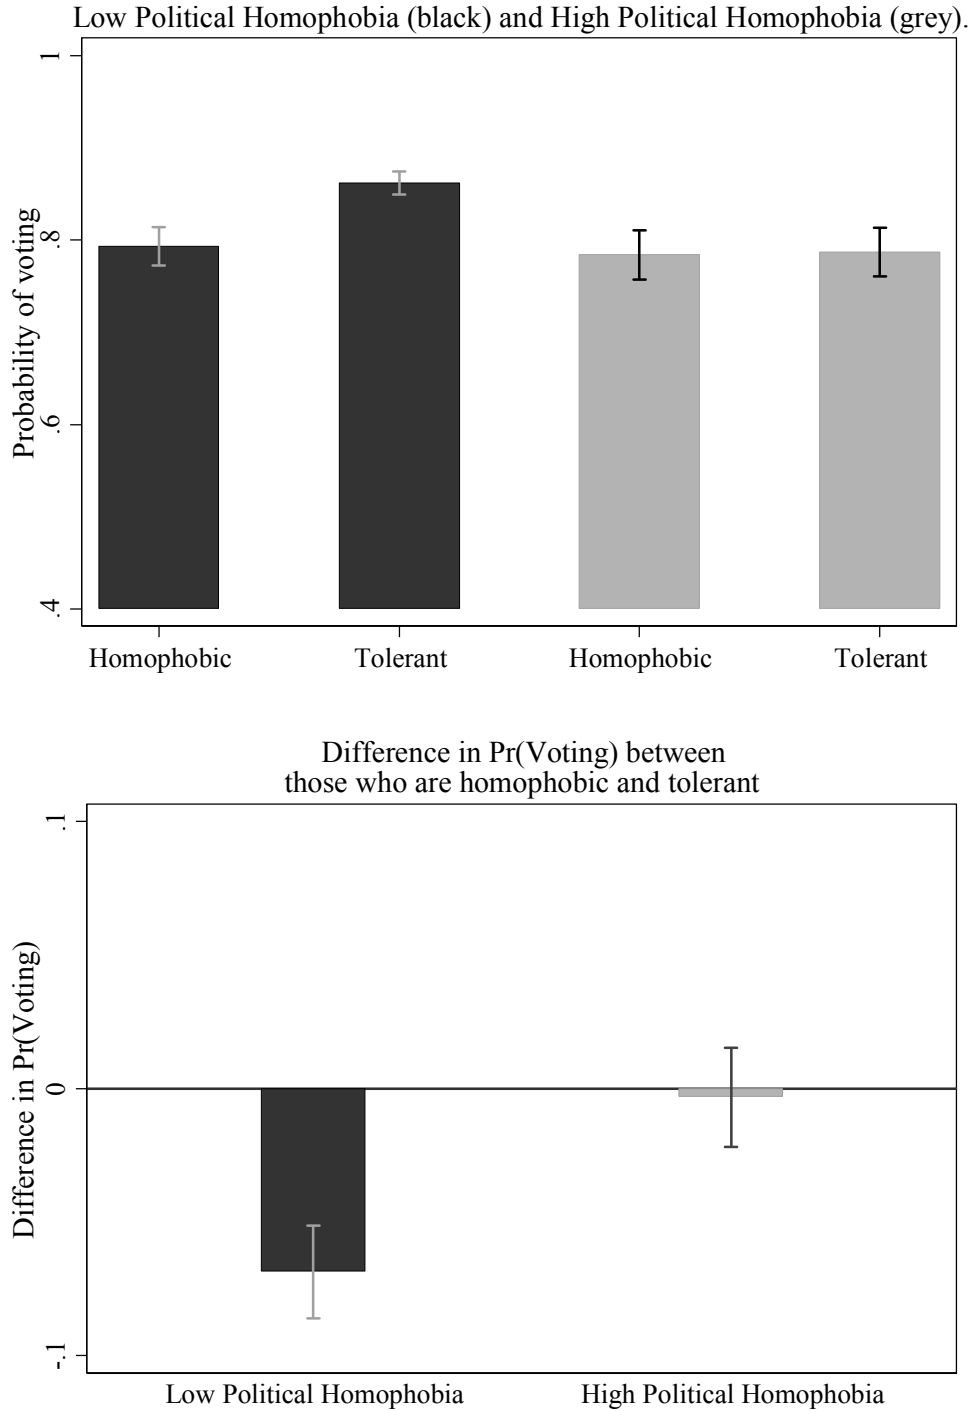 Low Political Homophobia (black) and High Political Homophobia (grey).
Probability of voting
1
.8
.6
.4
Homophobic
Tolerant
Homophobic
Tolerant
Difference in Pr(Voting) between
those who are homophobic and tolerant
Difference in Pr(Voting)
.1
0
-.1
Low Political Homophobia
High Political Homophobia